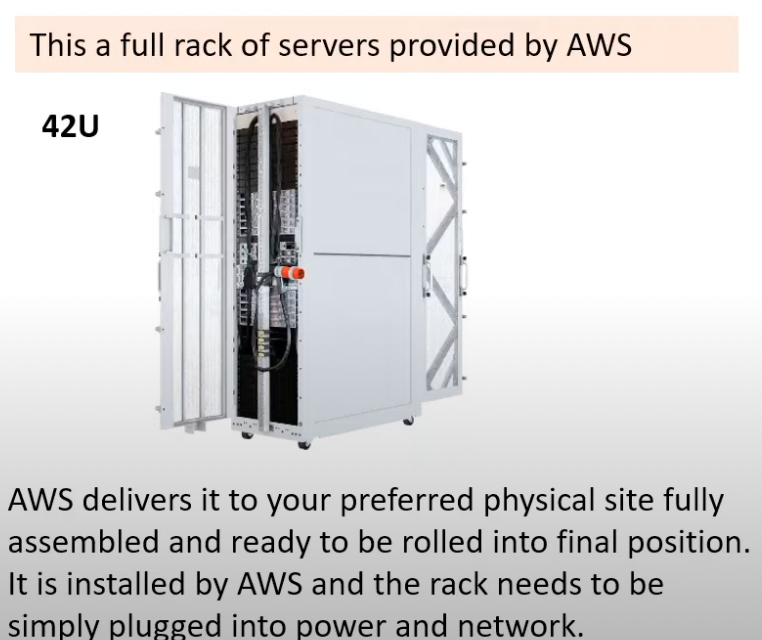 This a full rack of servers provided by AWS
42U
AWS delivers it to your preferred physical site fully
assembled and ready to be rolled into final position.
It is installed by AWS and the rack needs to be
simply plugged into power and network.